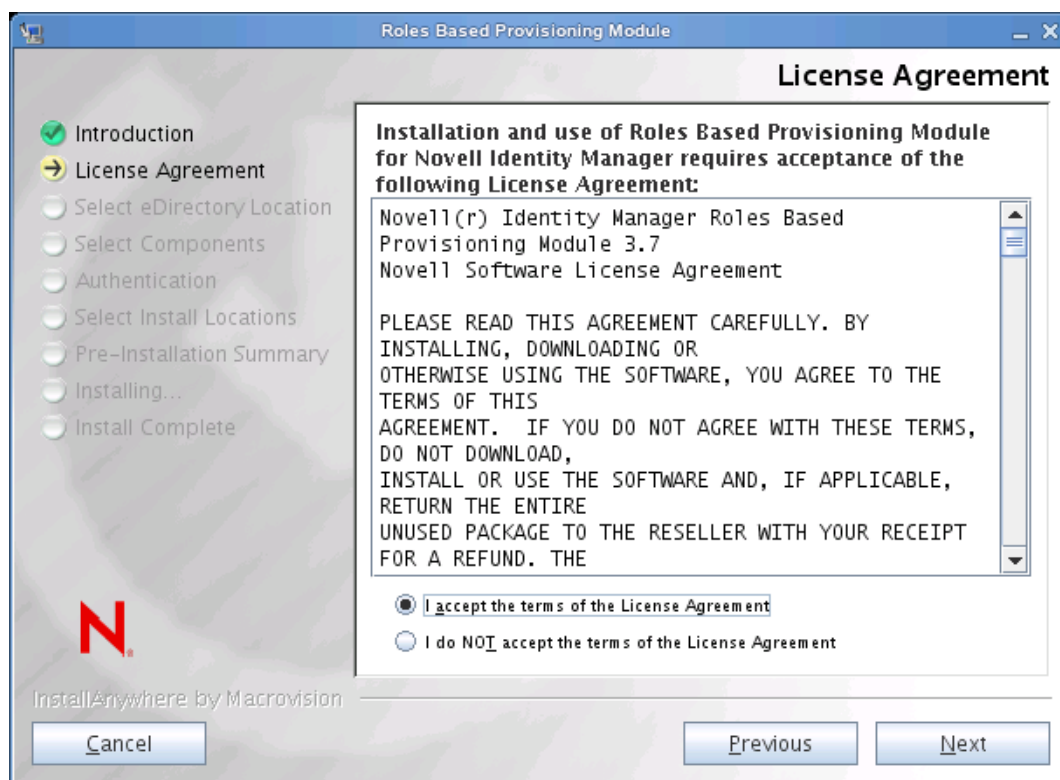 Roles Based Provisioning Module
License Agreement
Introduction
License Agreement
Select eDirectory Location
Select Components
Authentication
Select Install Locations
Pre-Installation Summary
Installing...
Install Complete
Installation and use of Roles Based Provisioning Module
for Novell Identity Manager requires acceptance of the
following License Agreement:
Novell(r) Identity Manager Roles Based
Provisioning Module 3.7
Novell Software License Agreement
PLEASE READ THIS AGREEMENT CAREFULLY. BY
INSTALLING, DOWNLOADING OR
OTHERWISE USING THE SOFTWARE, YOU AGREE TO THE
TERMS OF THIS
AGREEMENT.  IF YOU DO NOT AGREE WITH THESE TERMS,
DO NOT DOWNLOAD,
INSTALL OR USE THE SOFTWARE AND, IF APPLICABLE,
RETURN THE ENTIRE
UNUSED PACKAGE TO THE RESELLER WITH YOUR RECEIPT
FOR A REFUND. THE
I accept the terms of the License Agreement
I do NOT accept the terms of the License Agreement
N®
InstallAnywhere by Macrovision
Cancel
Previous
Next